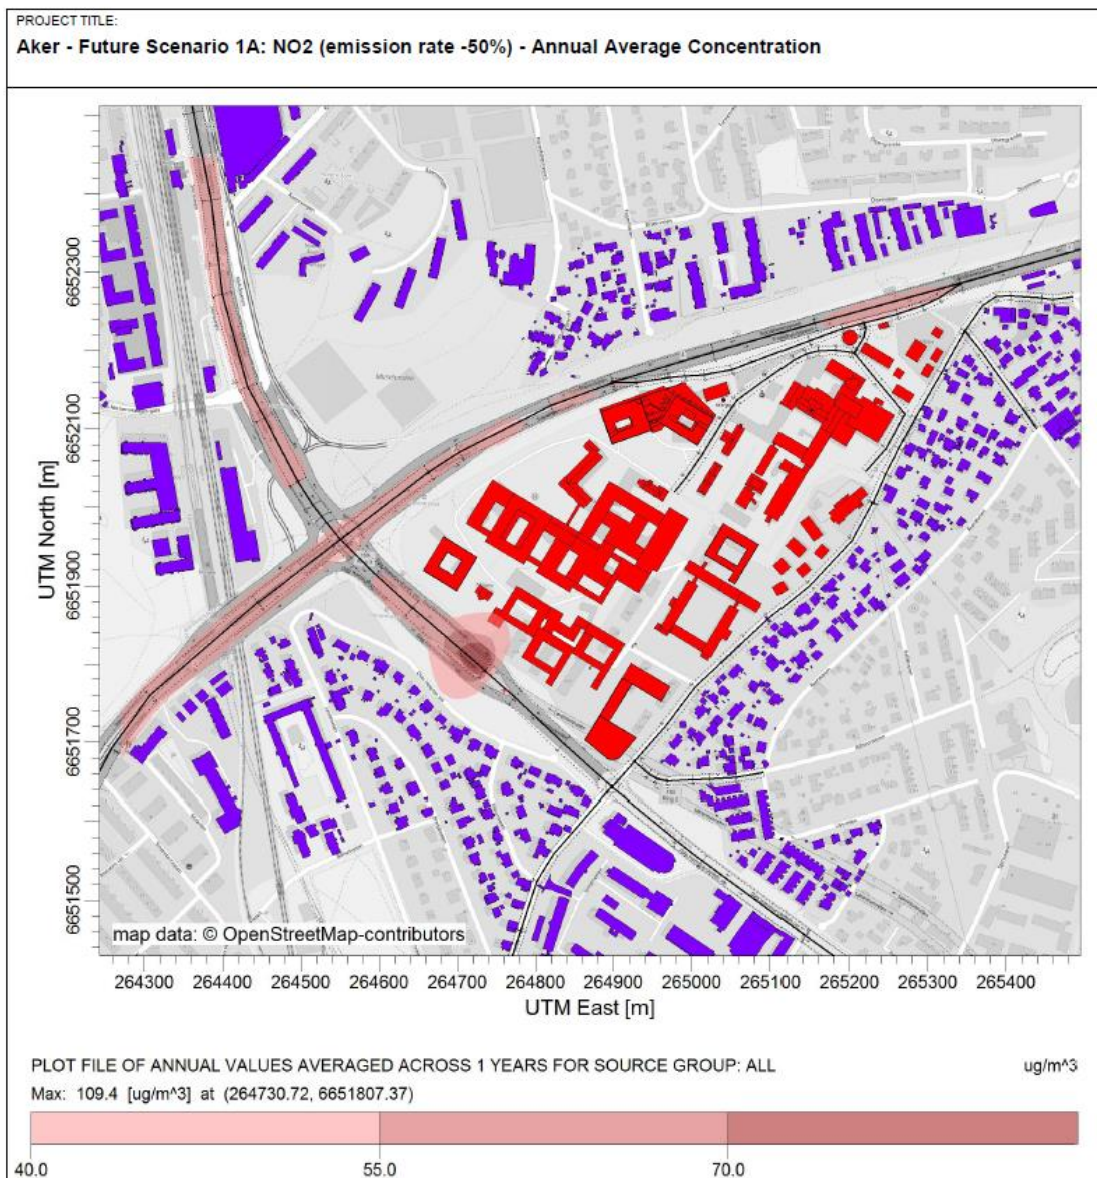 PROJECT TITLE:
Aker - Future Scenario 1A: NO2 (emission rate -50%) - Annual Average Concentration
UTM North [m]
6652300
6652100
6651900
6651700
6651500
map data: © OpenStreetMap-contributors
264300 264400 264500 264600 264700 264800 264900 265000 265100 265200 265300 265400
UTM East [m]
PLOT FILE OF ANNUAL VALUES AVERAGED ACROSS 1 YEARS FOR SOURCE GROUP: ALL ug/m^3
Max: 109.4 [ug/m^3] at (264730.72, 6651807.37)
40.0 55.0 70.0